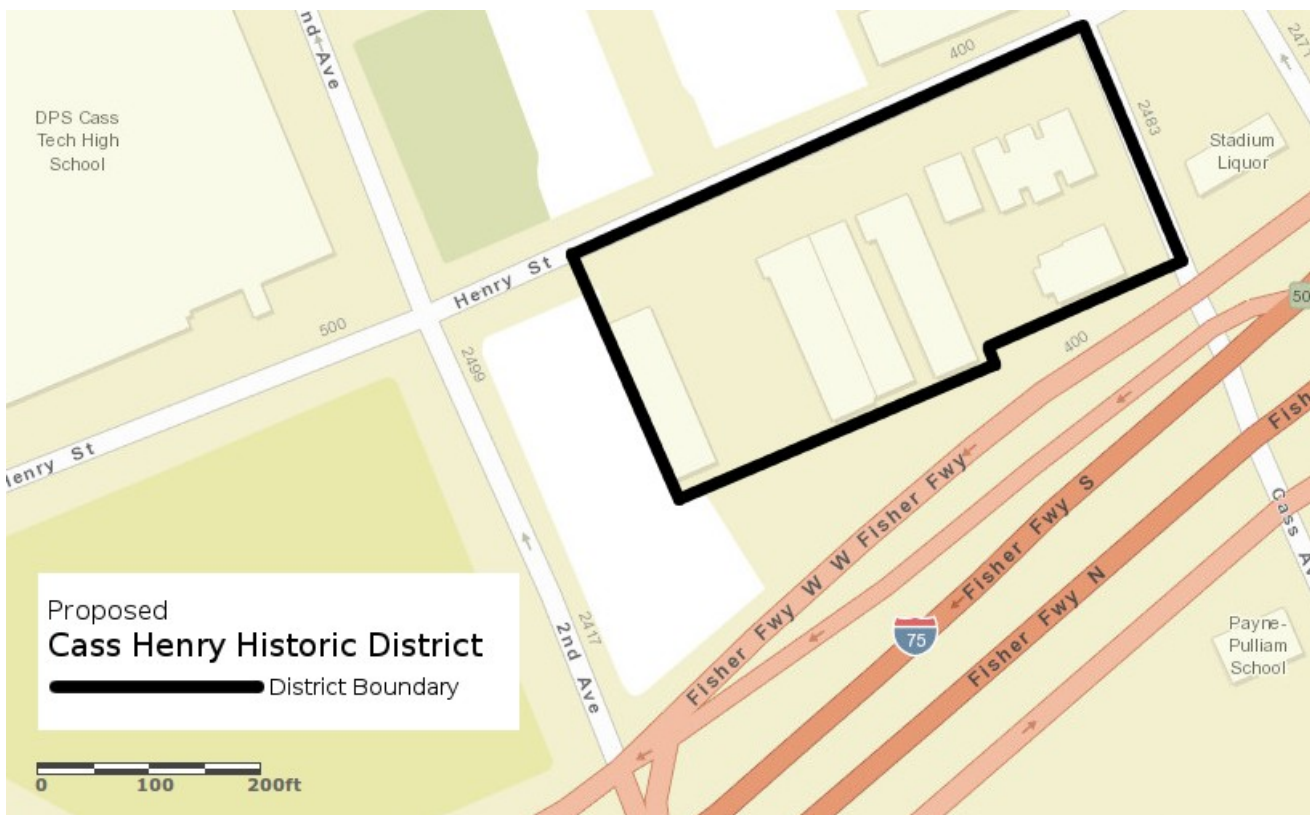 nd Ave
400
2471
2483
DPS Cass
Tech High
School
Stadium
Liquor
Henry St
500
2499
400
50
Henry St
Fisher Fwy W W Fisher Fwy
Fisher Fwy S
Fish
Cass Av
75
Fisher Fwy N
2417
2nd Ave
Payne-
Pulliam
School
Proposed
Cass Henry Historic District
District Boundary
0 100 200ft